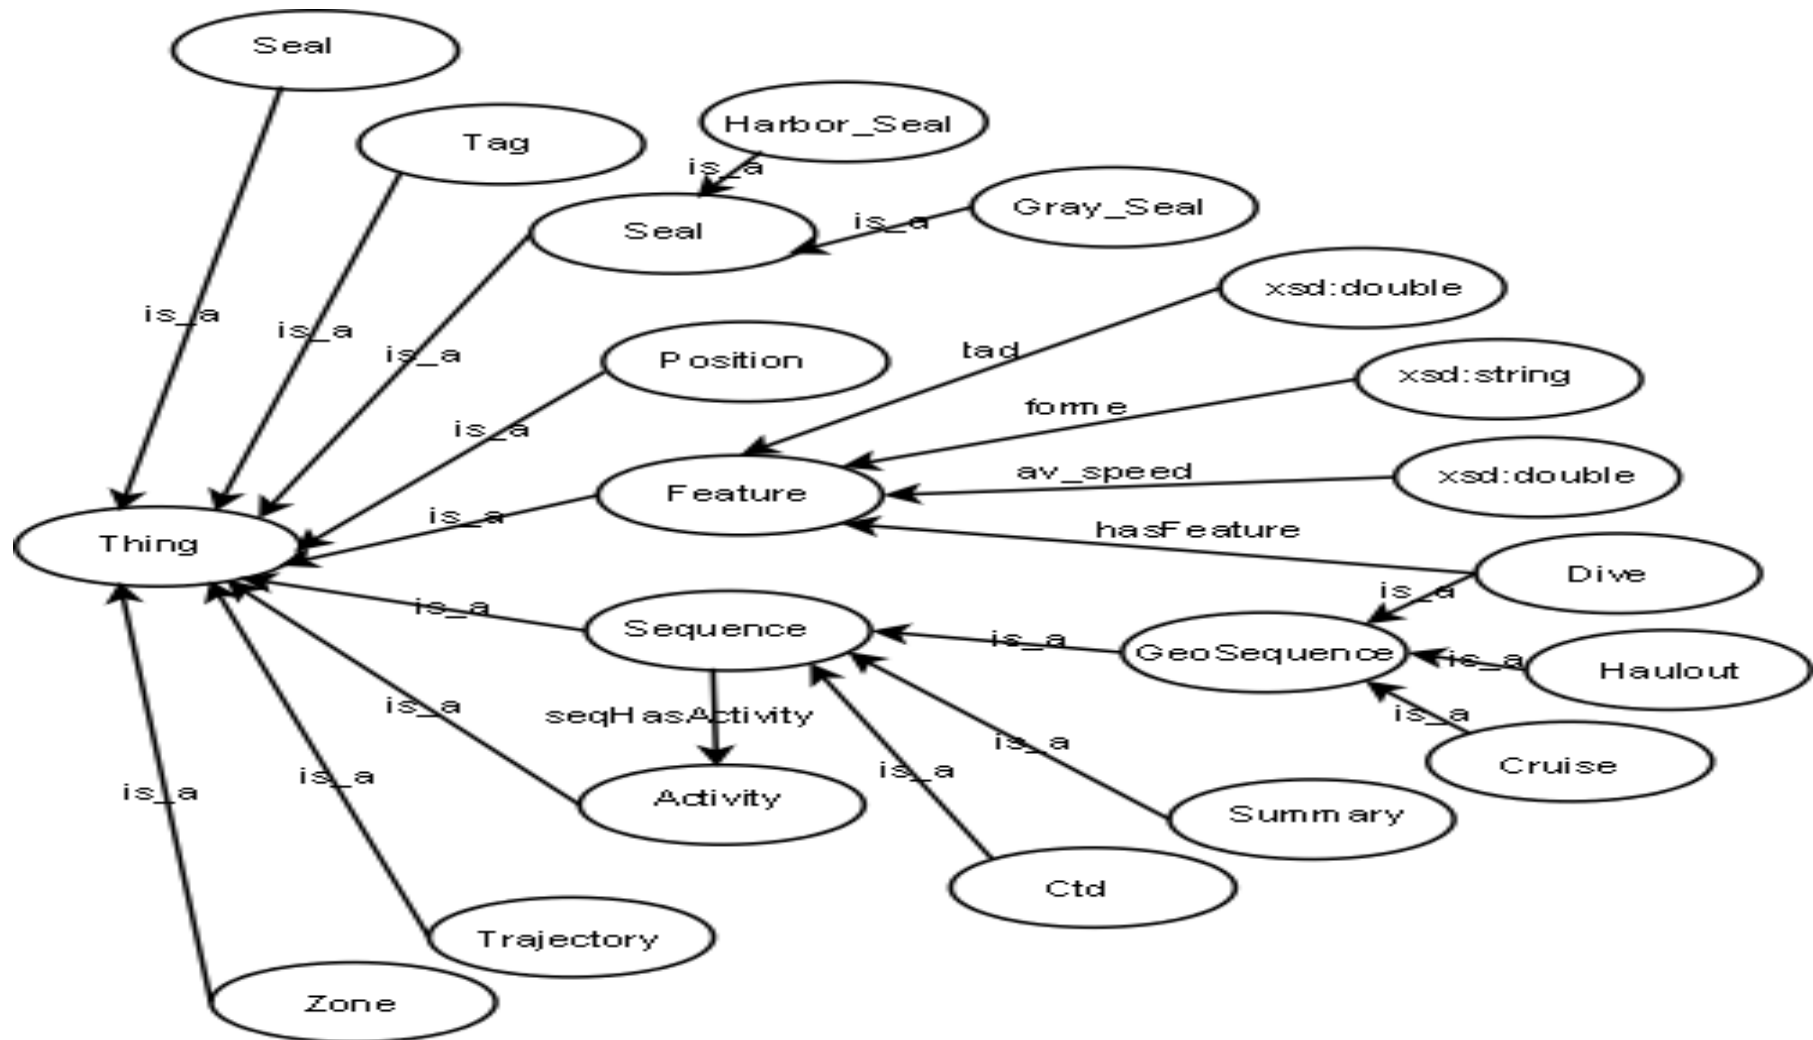 Seal
Harbor_Seal
Tag
is_a
Gray_Seal
Seal
is_a
xsd:double
is_a
is_a
is_a
tad
Position
xsd:string
forme
is_a
av_speed
xsd:double
Feature
is_a
hasFeature
Thing
Dive
is_a
is_a
Sequence
is_a
GeoSequence
is_a
Haulout
is_a
seqHasActivity
is_a
is_a
Cruise
is_a
is_a
is_a
Activity
Summary
Ctd
Trajectory
Zone